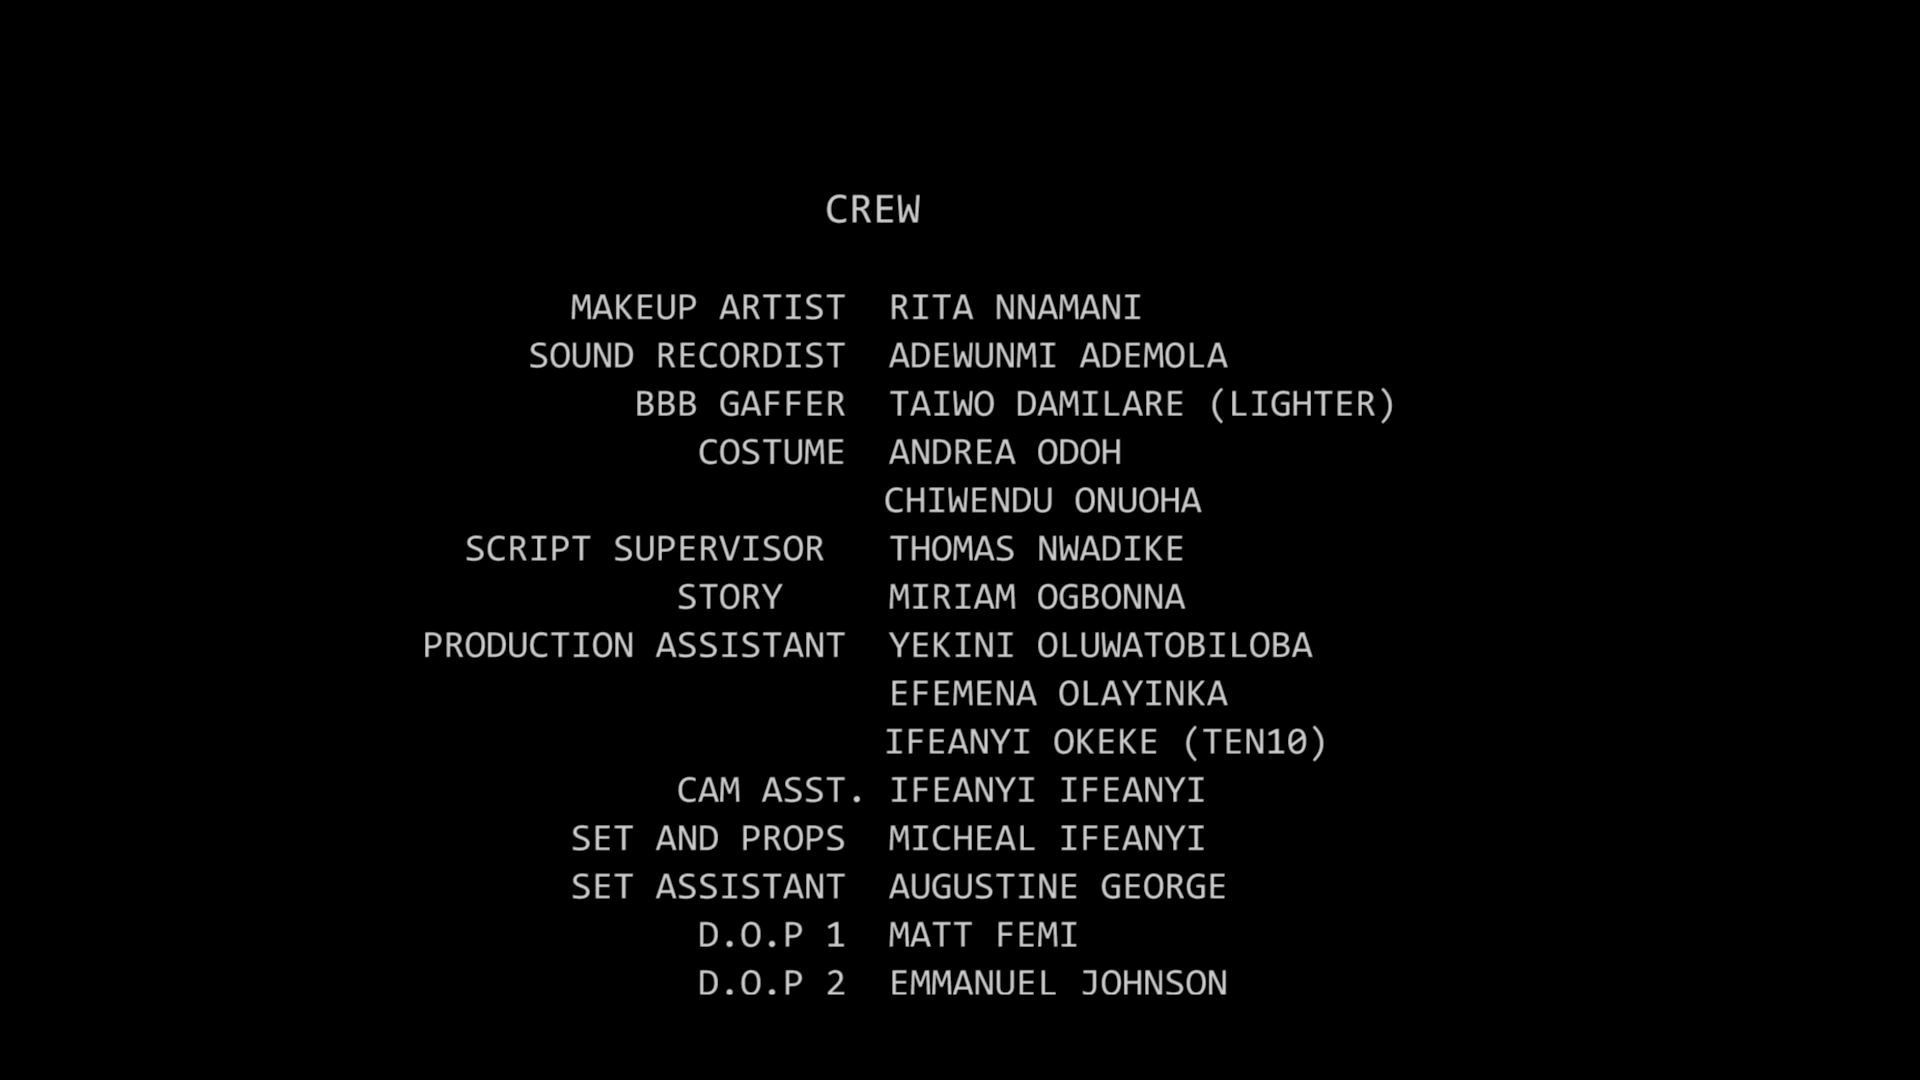 CREW
MAKEUP ARTIST RITA NNAMANI
SOUND RECORDIST ADEWUNMI ADEMOLA
BBB GAFFER TAIWO DAMILARE (LIGHTER)
COSTUME ANDREA ODOH
CHIWENDU ONUOHA
SCRIPT SUPERVISOR THOMAS NWADIKE
STORY MIRIAM OGBONNA
PRODUCTION ASSISTANT YEKINI OLUWATOBILOBA
EFEMENA OLAYINKA
IFEANYI OKEKE (TEN10)
CAM ASST. IFEANYI IFEANYI
SET AND PROPS MICHEAL IFEANYI
SET ASSISTANT AUGUSTINE GEORGE
D.O.P 1 MATT FEMI
D.O.P 2 EMMANUEL JOHNSON